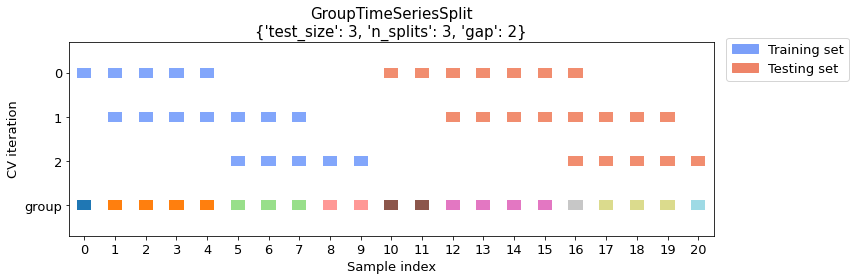 GroupTimeSeriesSplit
{'test_size': 3, 'n_splits': 3, 'gap': 2}
Training set
Testing set
CV iteration
0
1
2
group
0 1 2 3 4 5 6 7 8 9 10 11 12 13 14 15 16 17 18 19 20
Sample index